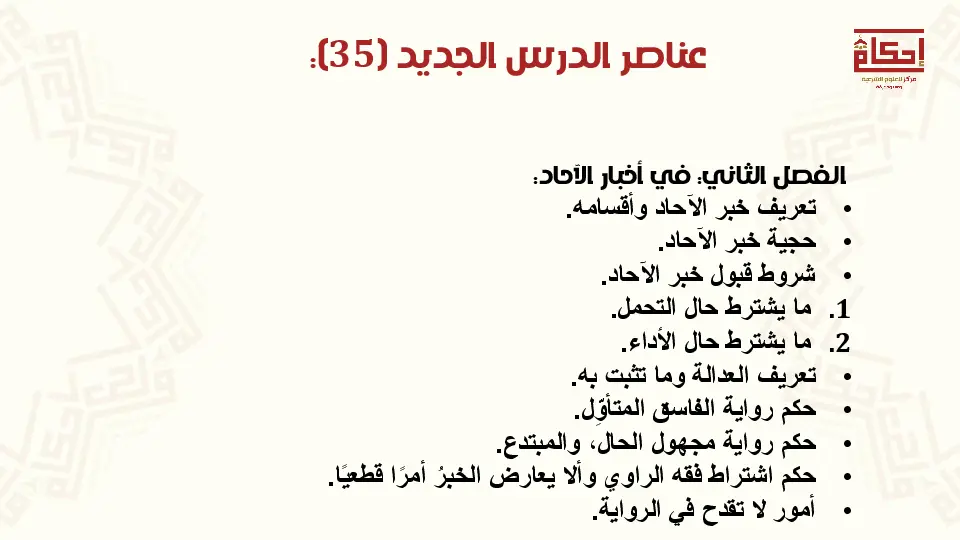 عناصر الدرس الجديد (35):
إحكام
مركز للعلوم الشرعية
الفصل الثاني: في أخبار الآحاد:
• تعريف خبر الآحاد وأقسامه.
• حجية خبر الآحاد.
• شروط قبول خبر الآحاد.
1. ما يشترط حال التحمل.
2. ما يشترط حال الأداء.
• تعريف العدالة وما تثبت به.
• حكم رواية الفاسق المتأوِّل.
• حكم رواية مجهول الحال، والمبتدع.
• حكم اشتراط فقه الراوي وألا يعارض الخبرُ أمرًا قطعيًا.
• أمور لا تقدح في الرواية.